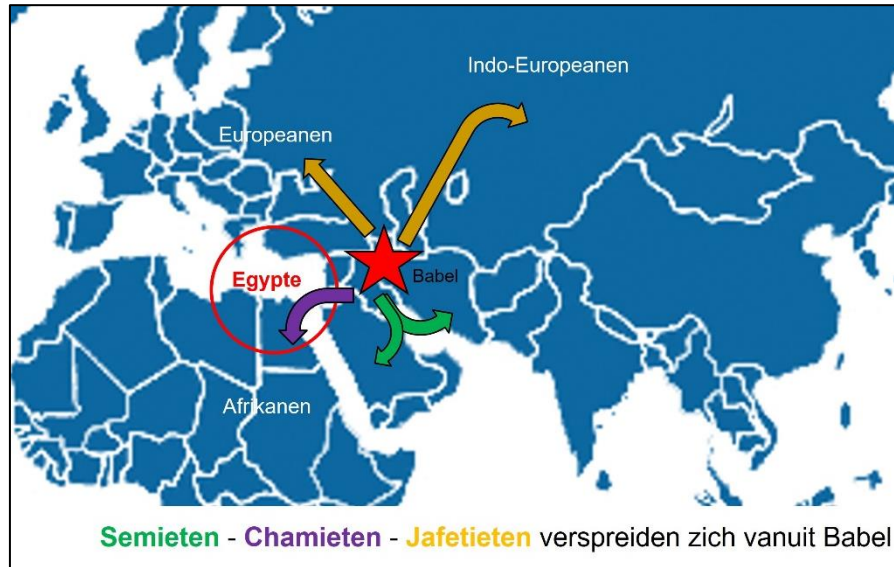 Indo-Europeanen
Europeanen
Egypte
Babel
Afrikanen
Semieten - Chamieten - Jafetieten verspreiden zich vanuit Babel